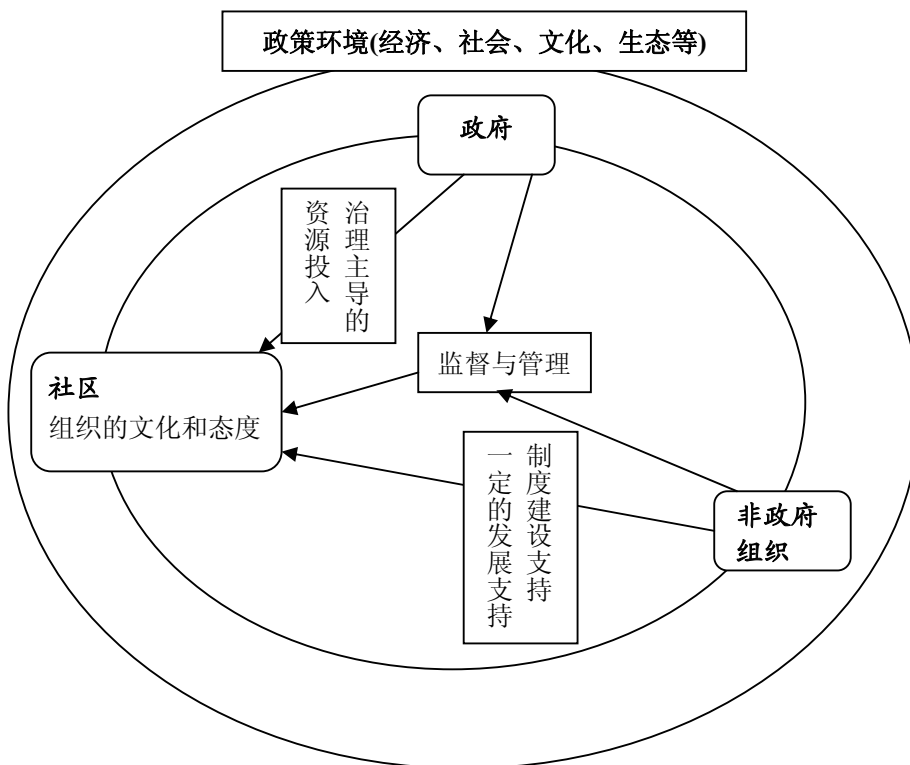 政策环境(经济、社会、文化、生态等)
政府
治理主导的
资源投入
监督与管理
社区
组织的文化和态度
制度建设支持
一定的发展支持
非政府
组织